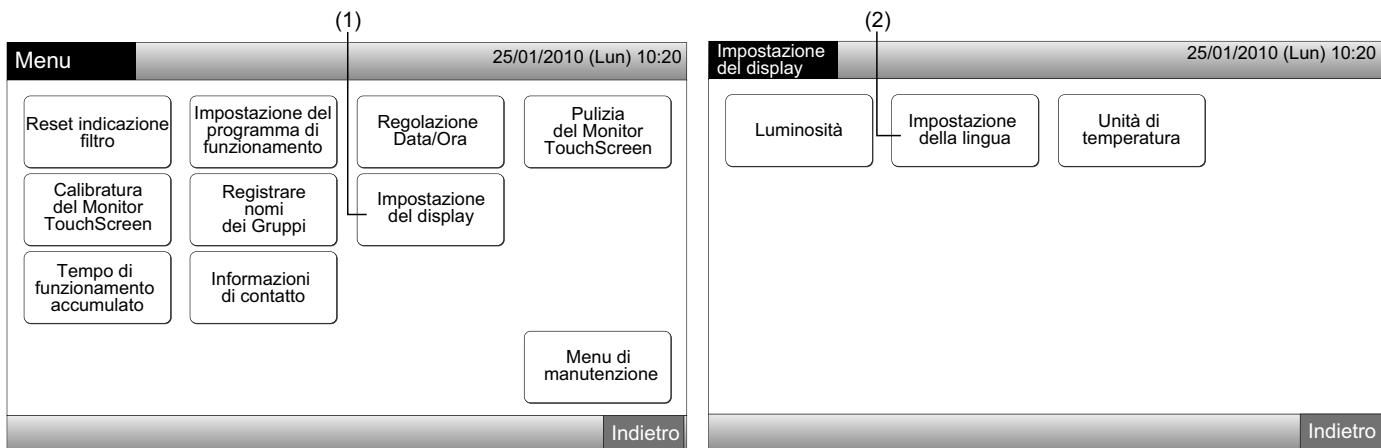 (1)
Menu
25/01/2010 (Lun) 10:20
Reset indicazione
filtro
Impostazione del
programma di
funzionamento
Regolazione
Data/Ora
Pulizia
del Monitor
TouchScreen
Calibratura
del Monitor
TouchScreen
Registrare
nomi
dei Gruppi
Impostazione
del display
Tempo di
funzionamento
accumulato
Informazioni
di contatto
Menu di
manutenzione
Indietro
(2)
Impostazione
del display
25/01/2010 (Lun) 10:20
Luminosità
Impostazione
della lingua
Unità di
temperatura
Indietro